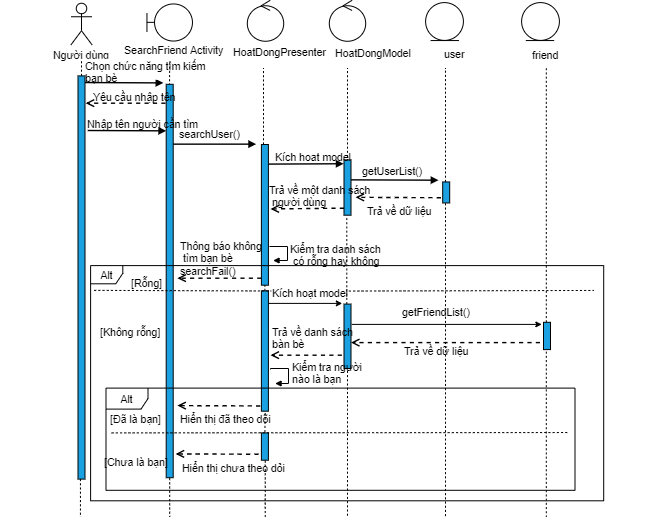 Người dùng
SearchFriend Activity
HoatDongPresenter
HoatDongModel
user
friend
Chọn chức năng tìm kiếm
bạn bè
Yêu cầu nhập tên
Nhập tên người cần tìm
searchUser()
Kích hoạt model
getUserList()
Trả về một danh sách
người dùng
Trả về dữ liệu
Thông báo không
tìm bạn bè
searchFail()
Kiểm tra danh sách
có rỗng hay không
Alt
[Rỗng]
Kích hoạt model
getFriendList()
[Không rỗng]
Trả về danh sách
bàn bè
Trả về dữ liệu
Kiểm tra người
nào là bạn
Alt
[Đã là bạn]
Hiển thị đã theo dỏi
[Chưa là bạn]
Hiển thị chưa theo dỏi